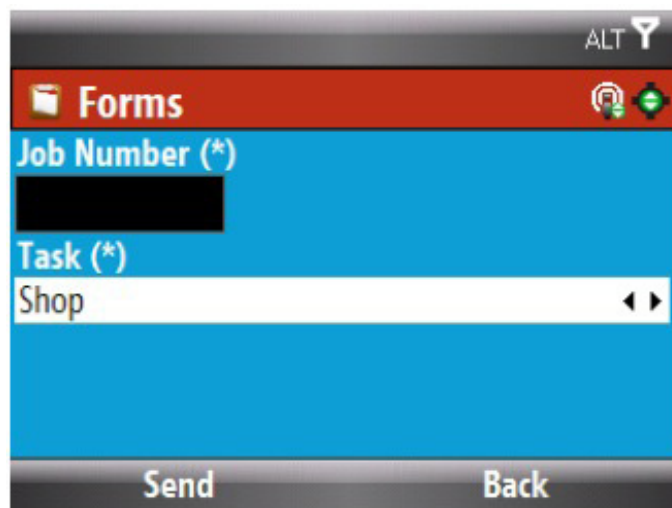 ALT
Forms
Job Number (*)
Task (*)
Shop
Send Back